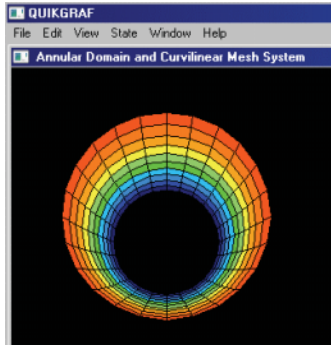 QUIKGRAF
File Edit View State Window Help
Annular Domain and Curvilinear Mesh System